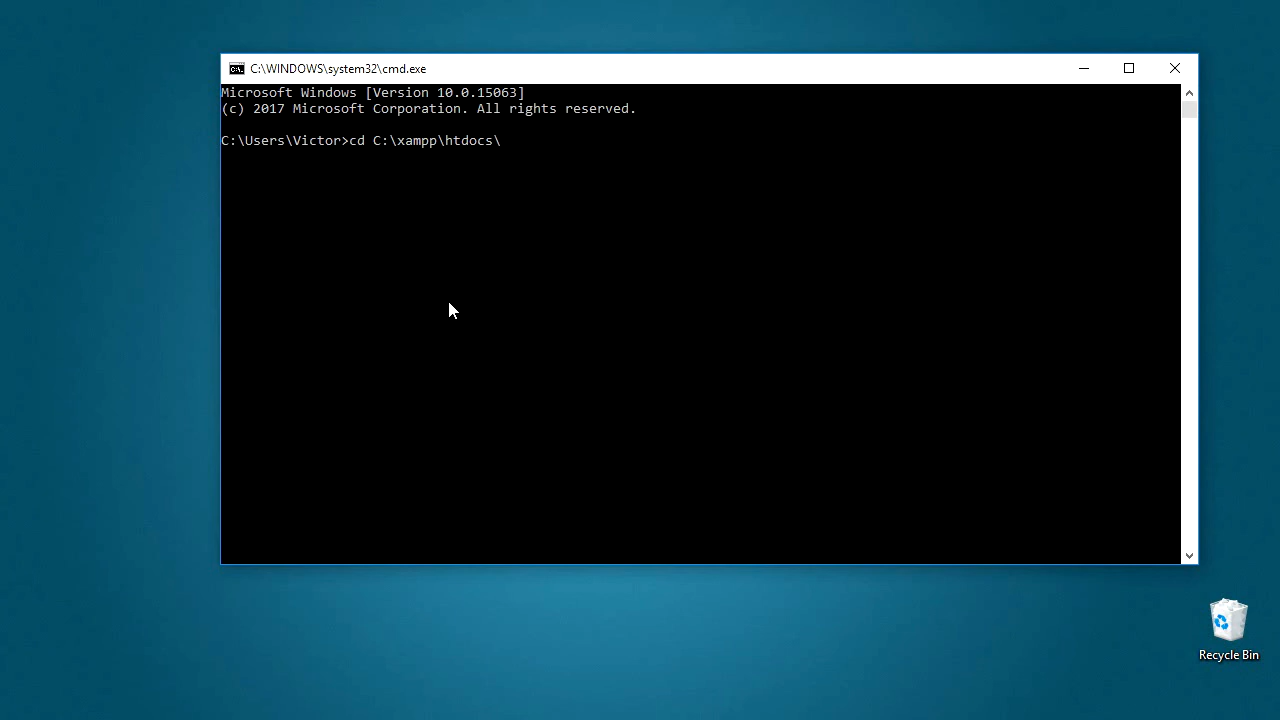 C:\WINDOWS\system32\cmd.exe
Microsoft Windows [Version 10.0.15063]
(c) 2017 Microsoft Corporation. All rights reserved.
C:\Users\Victor>cd C:\xampp\htdocs\
Recycle Bin